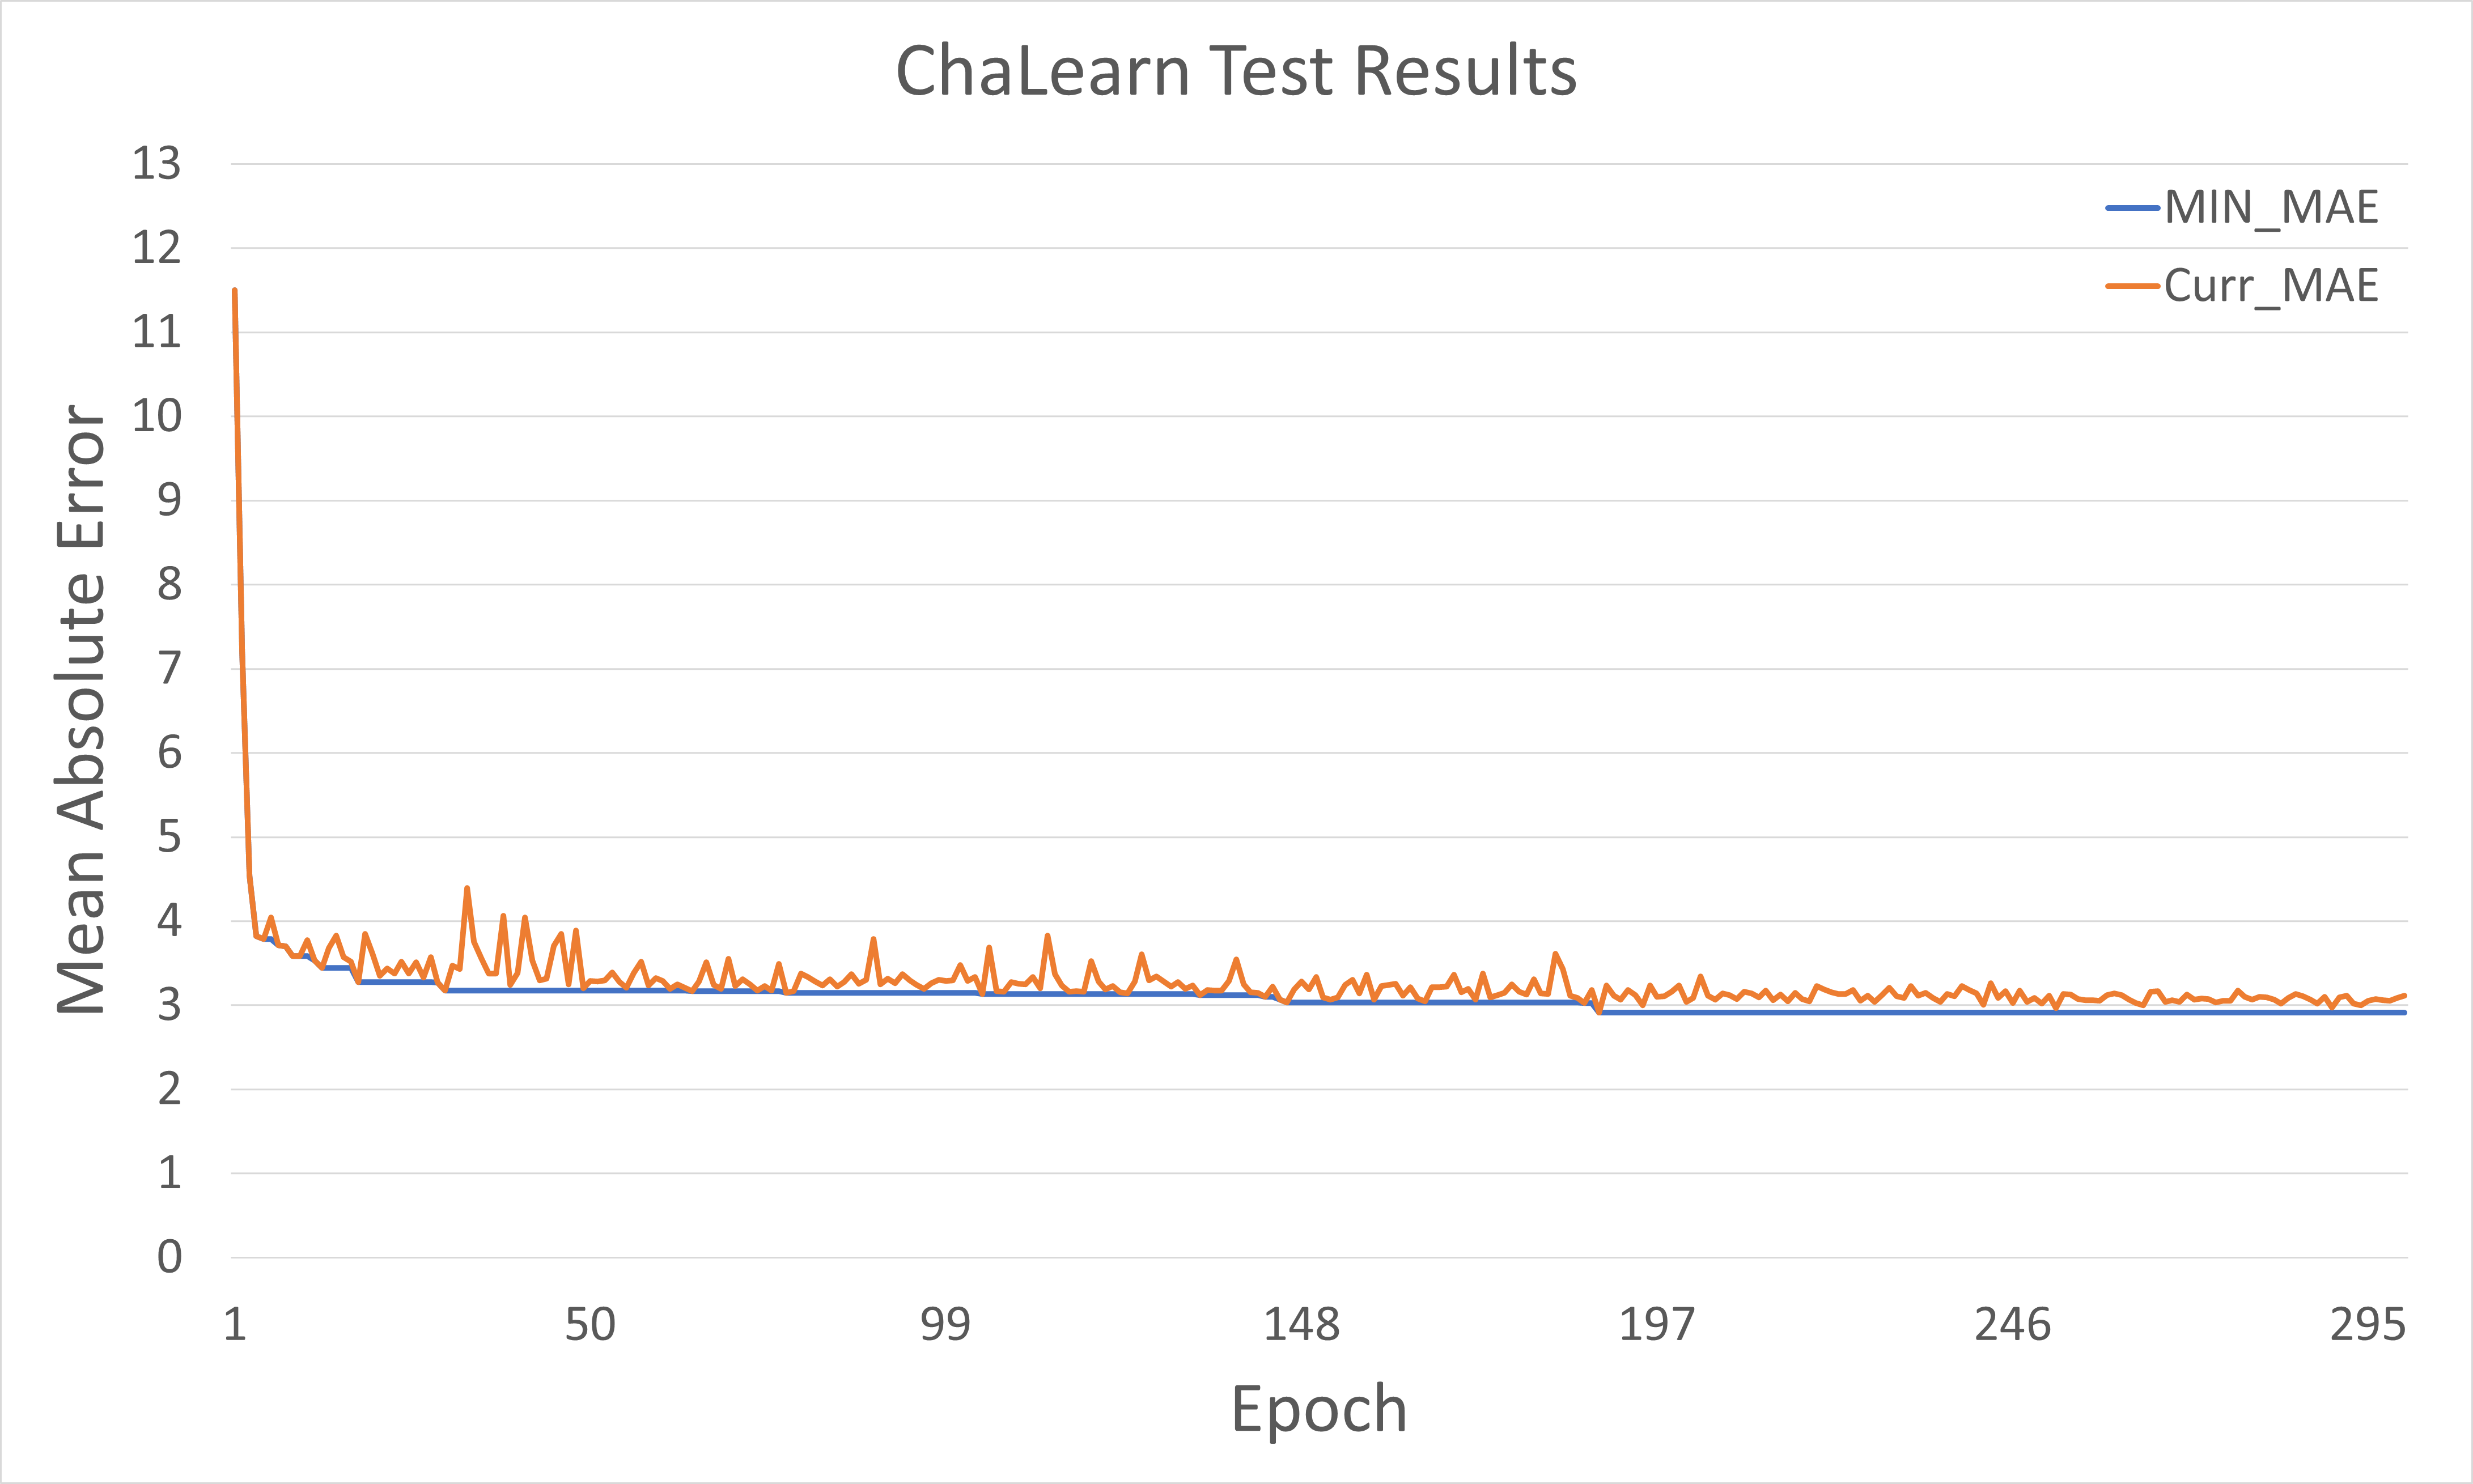 ChaLearn Test Results
13
12
11
10
9
8
7
6
5
4
3
2
1
0
Mean Absolute Error
MIN_MAE
Curr_MAE
1 50 99 148 197 246 295
Epoch